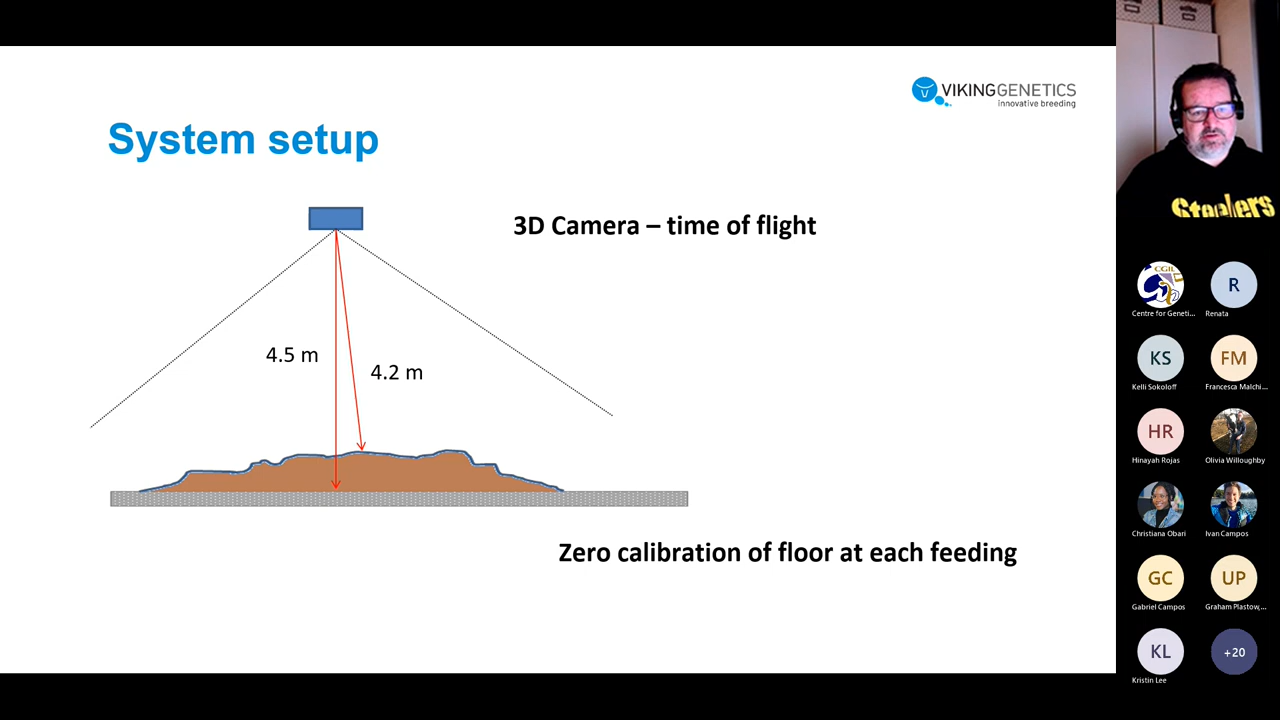 VIKINGGENETICS
innovative breeding
System setup
3D Camera – time of flight
4.5 m
4.2 m
Zero calibration of floor at each feeding
Steelers
CGIL
Centre for Geneti...
R
Renata
KS
Kelli Sokoloff
FM
Francesca Malchi...
HR
Hinayah Rojas
Olivia Willoughby
Christiana Obari
Ivan Campos
GC
Gabriel Campos
UP
Graham Plastow,...
KL
Kristin Lee
+20